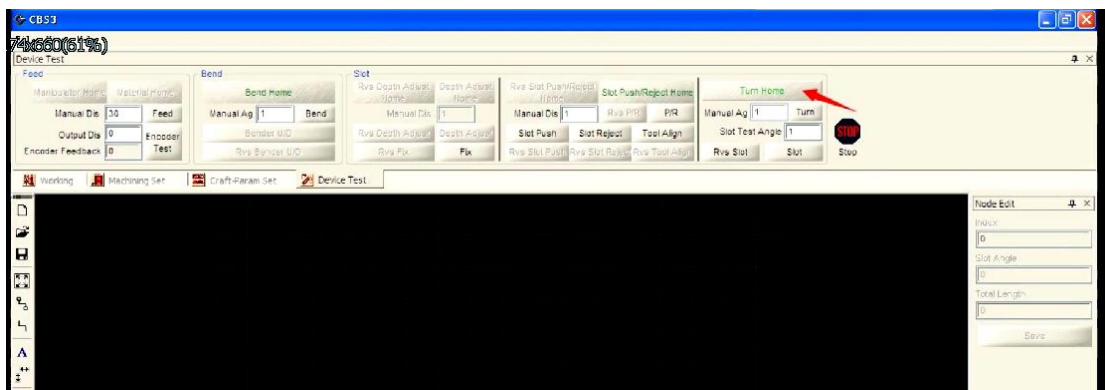 CBS3
74x660(61%)
Device Test
Feed
Bend
Slot
Manipulator Home Material Home
Bend Home
Rvs Depth Adjust Home
Depth Adjust Home
Rvs Slot Push/Reject Home
Slot Push/Reject Home
Turn Home
Manual Dis 30 Feed
Manual Ag 1 Bend
Manual Dis 1
Manual Dis 1 Rvs P/R P/R
Manual Ag 1 Turn
Output Dis 0
Encoder Test
Bender U/D
Rvs Depth Adjust Depth Adjust
Slot Push Slot Reject Tool Align
Slot Test Angle 1
STOP
Encoder Feedback 0
Rvs Bender U/D
Rvs Fix Fix
Rvs Slot Push Rvs Slot Reject Rvs Tool Align
Rvs Slot Slot
Stop
Working Machining Set Craft-Param Set Device Test
Node Edit
Index
0
Slot Angle
0
Total Length
0
Save
A